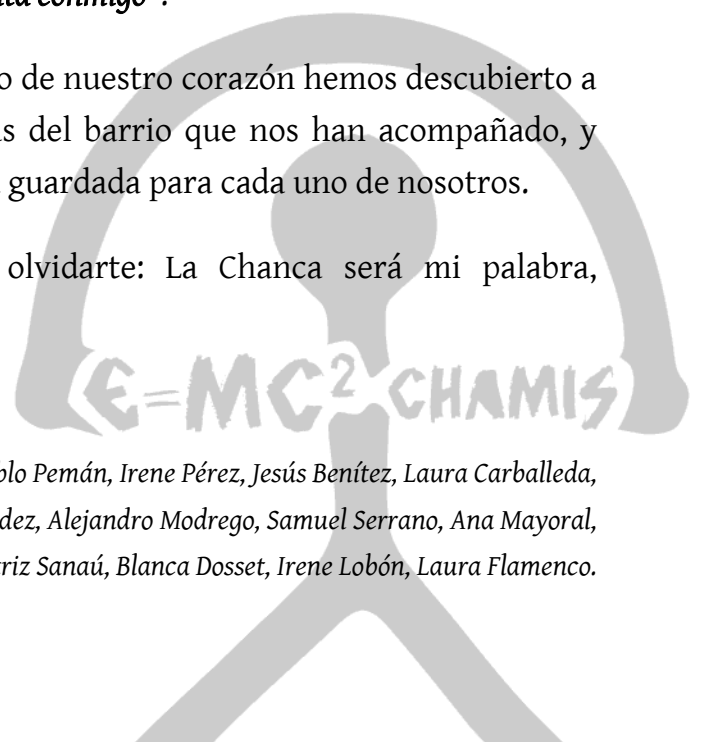 conmigo".
o de nuestro corazón hemos descubierto a
s del barrio que nos han acompañado, y
guardada para cada uno de nosotros.
olvidarte: La Chanca será mi palabra,
E=MC² CHAMIS
blo Pemán, Irene Pérez, Jesús Benítez, Laura Carballeda,
dez, Alejandro Modrego, Samuel Serrano, Ana Mayoral,
riz Sanaú, Blanca Dosset, Irene Lobón, Laura Flamenco.